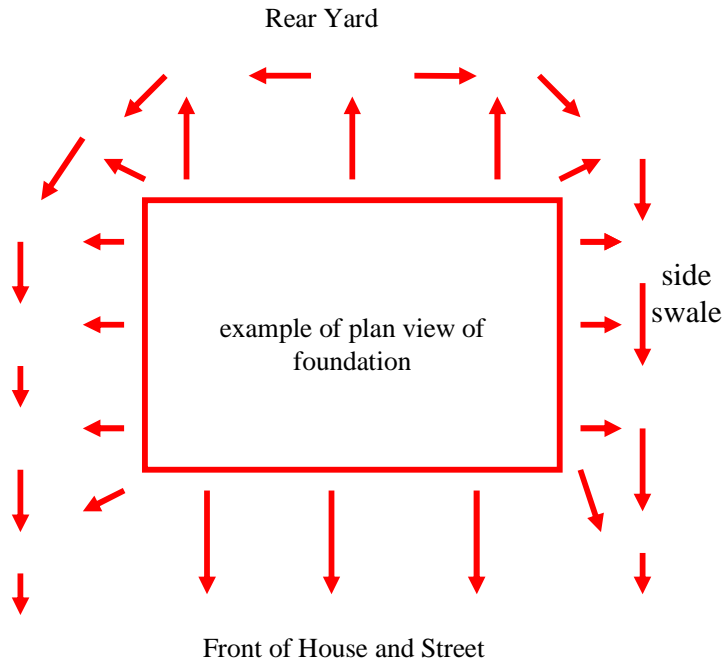 Rear Yard
side
swale
example of plan view of
foundation
Front of House and Street